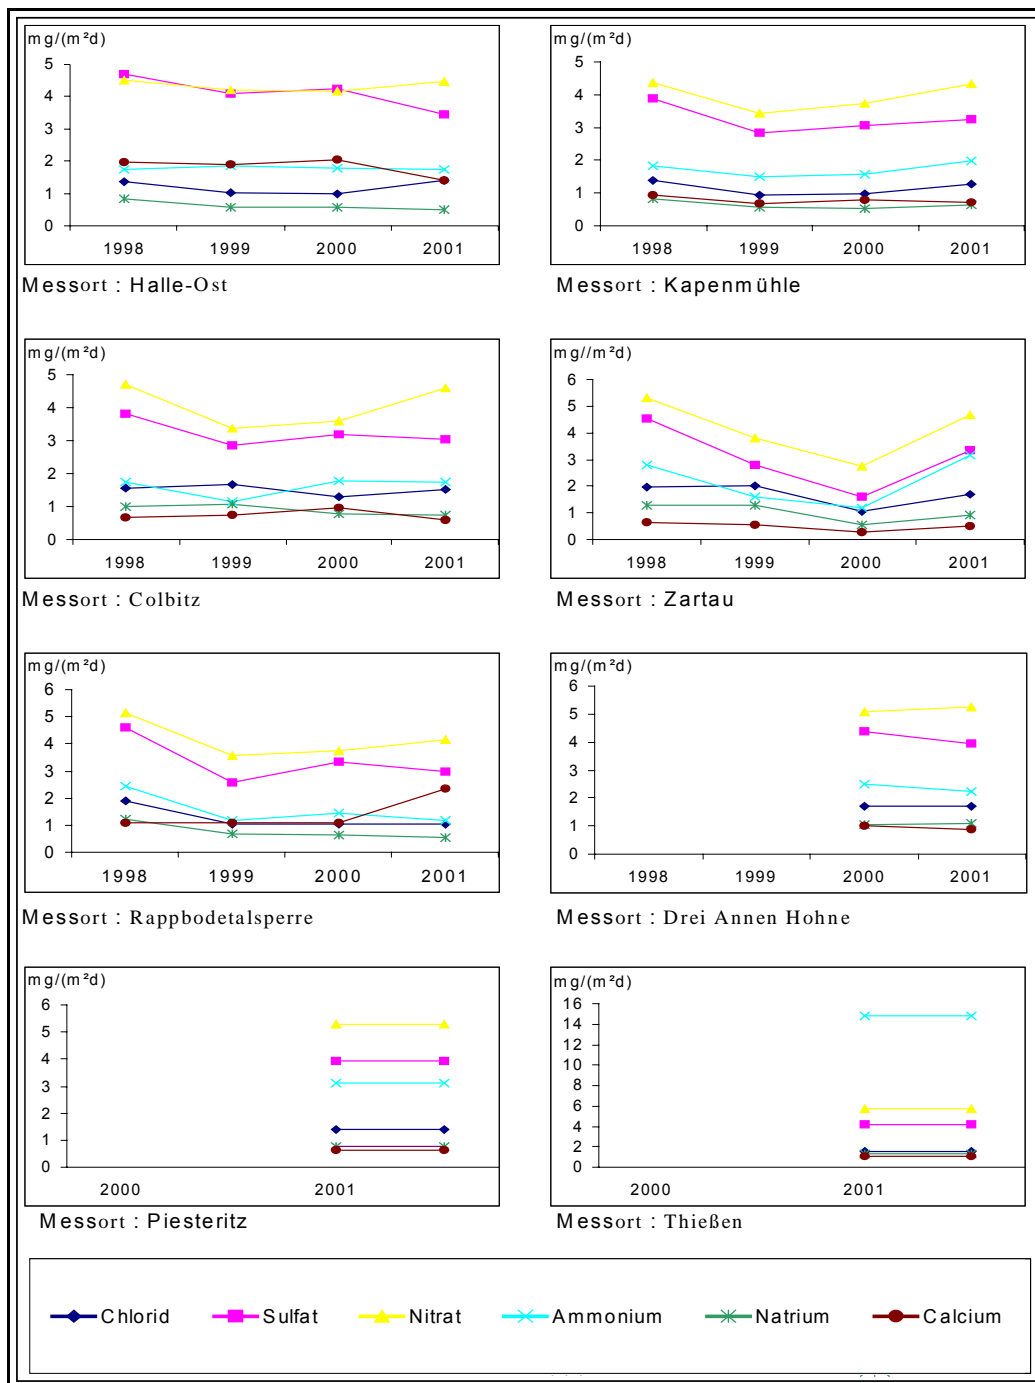 mg/(m²d)
5
4
3
2
1
0
1998 1999 2000 2001
Messort : Halle-Ost
mg/(m²d)
5
4
3
2
1
0
1998 1999 2000 2001
Messort : Kapenmühle
mg/(m²d)
5
4
3
2
1
0
1998 1999 2000 2001
Messort : Colbitz
mg//m²d)
6
5
4
3
2
1
0
1998 1999 2000 2001
Messort : Zartau
mg/(m²d)
6
5
4
3
2
1
0
1998 1999 2000 2001
Messort : Rappbodetalsperre
mg/(m²d)
6
5
4
3
2
1
0
1998 1999 2000 2001
Messort : Drei Annen Hohne
mg/(m²d)
6
5
4
3
2
1
0
2000 2001
Messort : Piesteritz
mg/(m²d)
16
14
12
10
8
6
4
2
0
2000 2001
Messort : Thießen
Chlorid Sulfat Nitrat Ammonium Natrium Calcium